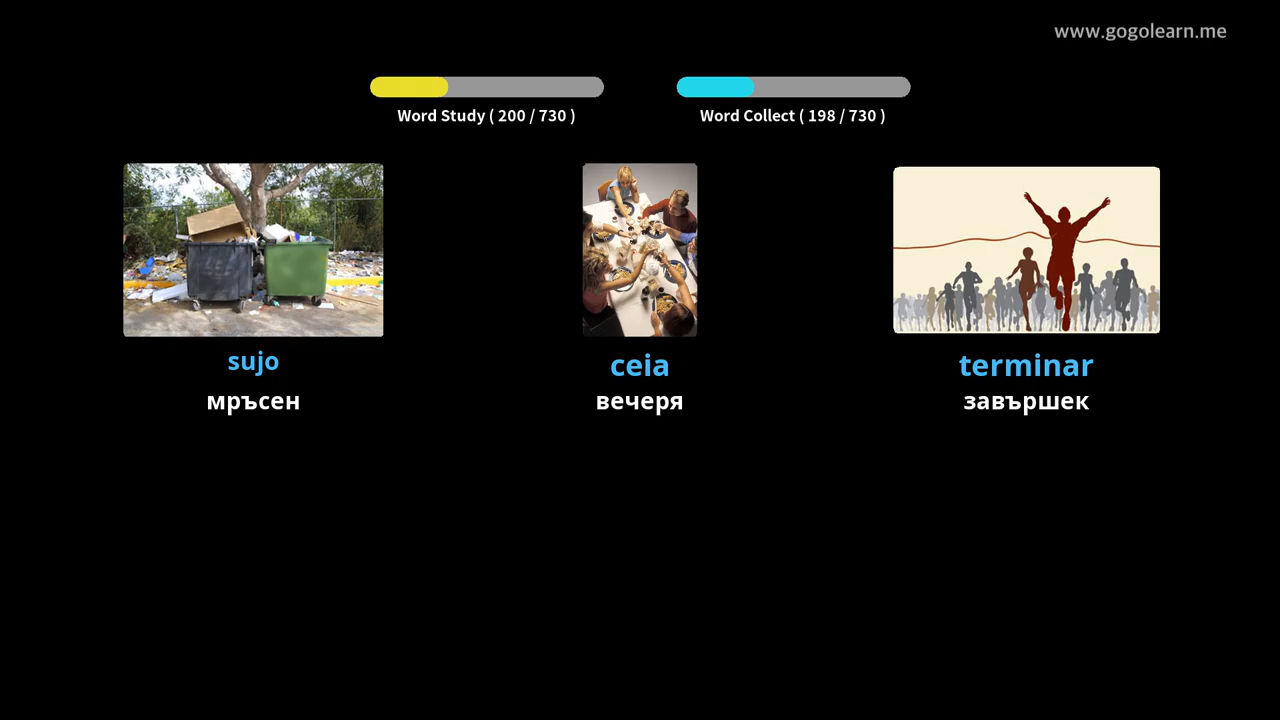 www.gogolearn.me
Word Study ( 200 / 730 )
Word Collect ( 198 / 730 )
sujo
ceia
terminar
мръсен
вечеря
завършек